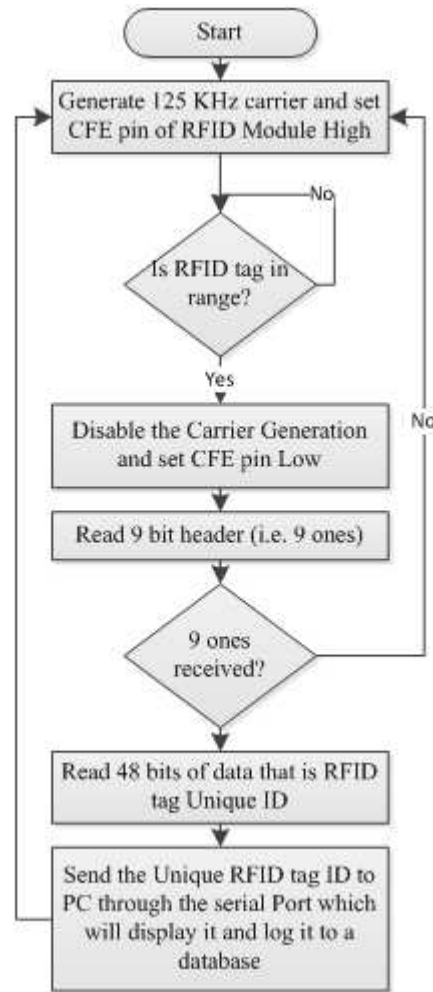 Start
Generate 125 KHz carrier and set
CFE pin of RFID Module High
No
Is RFID tag in
range?
Yes
Disable the Carrier Generation
and set CFE pin Low
No
Read 9 bit header (i.e. 9 ones)
9 ones
received?
Read 48 bits of data that is RFID
tag Unique ID
Send the Unique RFID tag ID to
PC through the serial Port which
will display it and log it to a
database